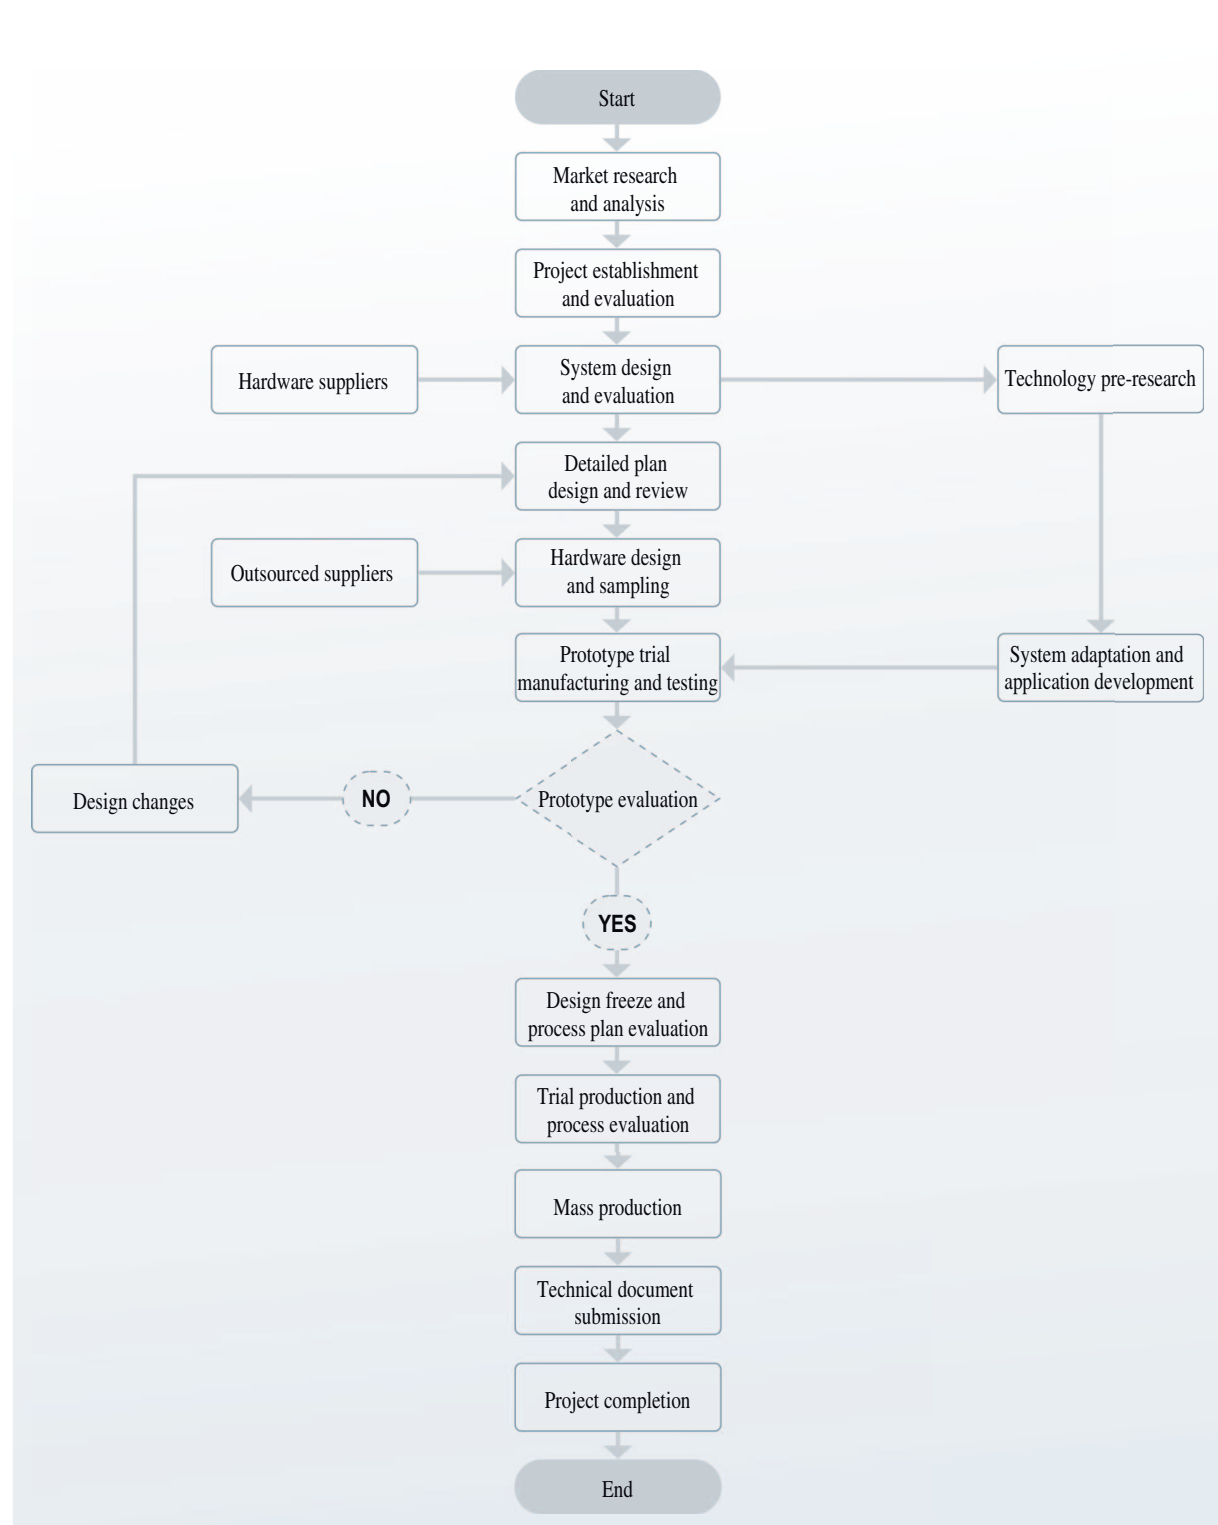 Start
Market research
and analysis
Project establishment
and evaluation
Hardware suppliers
System design
and evaluation
Technology pre-research
Detailed plan
design and review
Outsourced suppliers
Hardware design
and sampling
Prototype trial
manufacturing and testing
System adaptation and
application development
Design changes
NO
Prototype evaluation
YES
Design freeze and
process plan evaluation
Trial production and
process evaluation
Mass production
Technical document
submission
Project completion
End